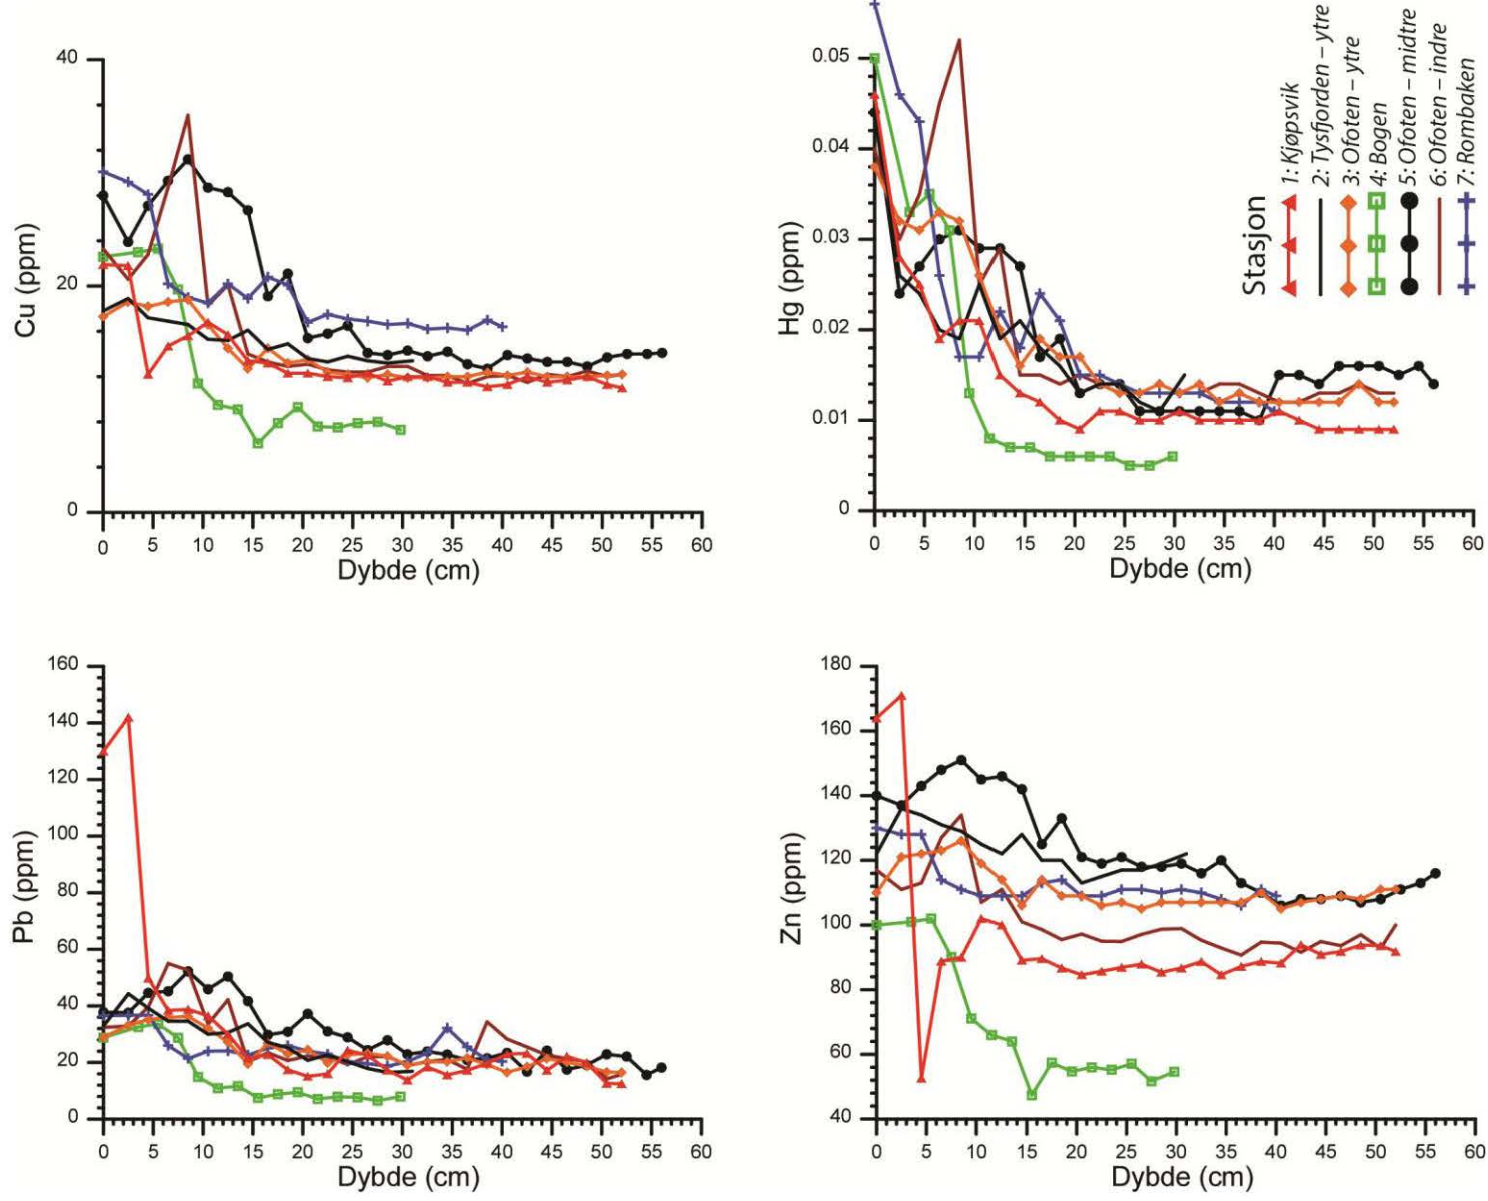 40
20
0
Cu (ppm)
0 5 10 15 20 25 30 35 40 45 50 55 60
Dybde (cm)
0.05
0.04
0.03
0.02
0.01
0
Hg (ppm)
0 5 10 15 20 25 30 35 40 45 50 55 60
Dybde (cm)
Stasjon
1: Kjøpsvik
2: Tysfjorden – ytre
3: Ofoten – ytre
4: Bogen
5: Ofoten – midtre
6: Ofoten – indre
7: Rombaken
160
140
120
100
80
60
40
20
0
Pb (ppm)
0 5 10 15 20 25 30 35 40 45 50 55 60
Dybde (cm)
180
160
140
120
100
80
60
40
Zn (ppm)
0 5 10 15 20 25 30 35 40 45 50 55 60
Dybde (cm)